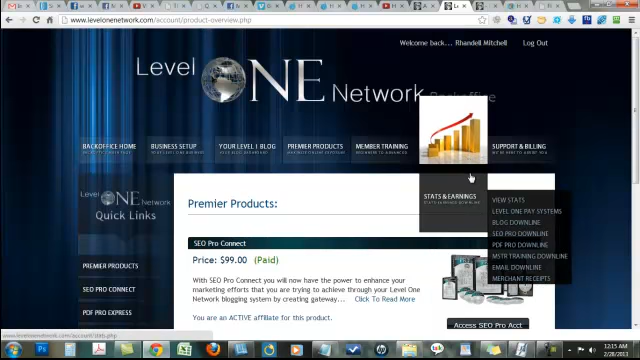 www.levelonenetwork.com/account/product-overview.php
Welcome back... Rhandell Mitchell Log Out
Level ONE Network
Backoffice
BACKOFFICE HOME
BUSINESS SETUP
YOUR LEVEL 1 BLOG
PREMIER PRODUCTS
MEMBER TRAINING
SUPPORT & BILLING
STATS & EARNINGS
VIEW STATS
LEVEL ONE PAY SYSTEMS
BLOG DOWNLINE
SEO PRO DOWNLINE
PDF PRO DOWNLINE
MSTR TRAINING DOWNLINE
EMAIL DOWNLINE
MERCHANT RECEIPTS
Level ONE Network
Quick Links
PREMIER PRODUCTS
SEO PRO CONNECT
PDF PRO EXPRESS
Premier Products:
SEO Pro Connect
Price: $99.00 (Paid)
With SEO Pro Connect you will now have the power to enhance your
marketing efforts that you are trying to achieve through your Level One
Network blogging system by creating gateway... Click To Read More
You are an ACTIVE affiliate for this product.
Access SEO Pro Acct
www.levelonenetwork.com/account/stats.php
12:15 AM
2/28/2013